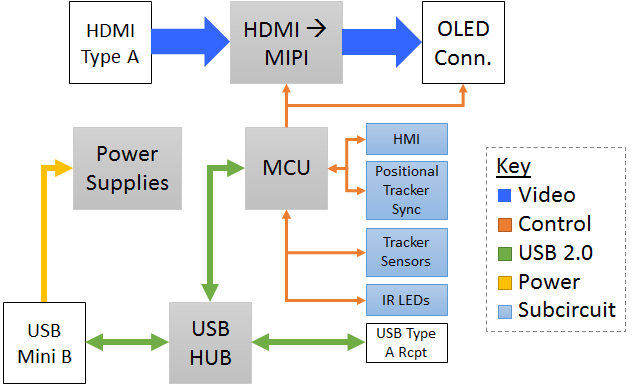 HDMI
Type A
HDMI →
MIPI
OLED
Conn.
Power
Supplies
MCU
HMI
Positional
Tracker
Sync
Tracker
Sensors
IR LEDs
USB
Mini B
USB
HUB
USB Type
A Rcpt
Key
Video
Control
USB 2.0
Power
Subcircuit